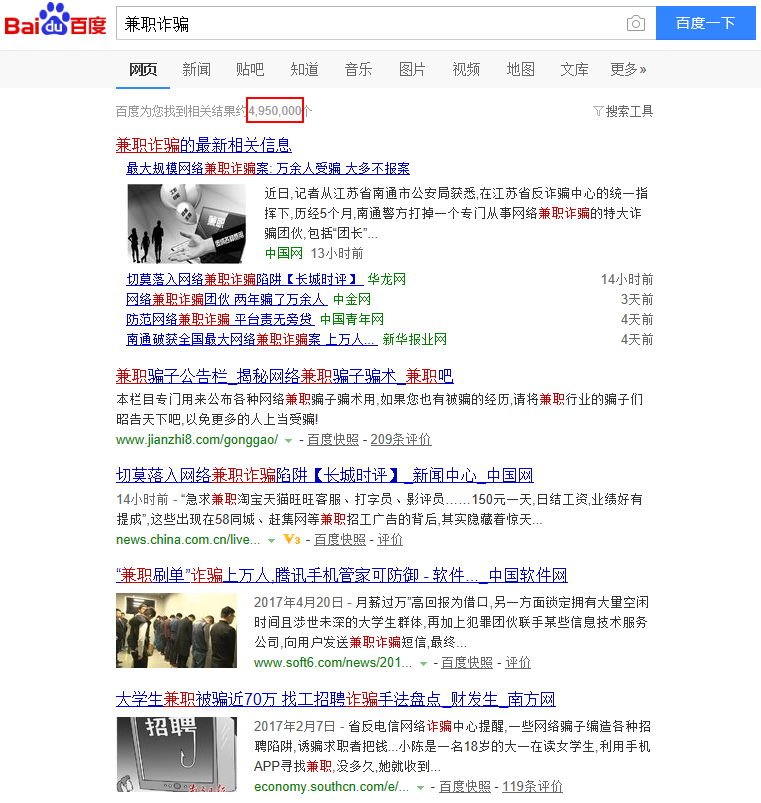 Bai du 百度
兼职诈骗
百度一下
网页 新闻 贴吧 知道 音乐 图片 视频 地图 文库 更多»
百度为您找到相关结果约4,950,000个
搜索工具
兼职诈骗的最新相关信息
最大规模网络兼职诈骗案: 万余人受骗 大多不报案
近日,记者从江苏省南通市公安局获悉,在江苏省反诈骗中心的统一指
挥下,历经5个月,南通警方打掉一个专门从事网络兼职诈骗的特大诈
骗团伙,包括“团长”...
中国网 13小时前
切莫落入网络兼职诈骗陷阱【长城时评】 华龙网 14小时前
网络兼职诈骗团伙 两年骗了万余人 中金网 3天前
防范网络兼职诈骗 平台责无旁贷 中国青年网 4天前
南通破获全国最大网络兼职诈骗案 上万人... 新华报业网 4天前
兼职骗子公告栏_揭秘网络兼职骗子骗术_兼职吧
本栏目专门用来公布各种网络兼职骗子骗术用,如果您也有被骗的经历,请将兼职行业的骗子们
昭告天下吧,以免更多的人上当受骗!
www.jianzhi8.com/gonggao/ - 百度快照 - 209条评价
切莫落入网络兼职诈骗陷阱【长城时评】_新闻中心_中国网
14小时前 - “急求兼职淘宝天猫旺旺客服、打字员、影评员……150元一天,日结工资,业绩好有
提成”,这些出现在58同城、赶集网等兼职招工广告的背后,其实隐藏着惊天...
news.china.com.cn/live... V3 - 百度快照 - 评价
“兼职刷单”诈骗上万人,腾讯手机管家可防御 - 软件..._中国软件网
2017年4月20日 - 月薪过万”高回报为借口,另一方面锁定拥有大量空闲
时间且涉世未深的大学生群体,再加上犯罪团伙联手某些信息技术服务
公司,向用户发送兼职诈骗短信,最终...
www.soft6.com/news/201... - 百度快照 - 评价
大学生兼职被骗近70万 找工招聘诈骗手法盘点_财发生_南方网
招聘
2017年2月7日 - 省反电信网络诈骗中心提醒,一些网络骗子编造各种招
聘陷阱,诱骗求职者把钱...小陈是一名18岁的大一在读女学生,利用手机
APP寻找兼职,没多久,她就收到...
economy.southcn.com/e/... - 百度快照 - 119条评价